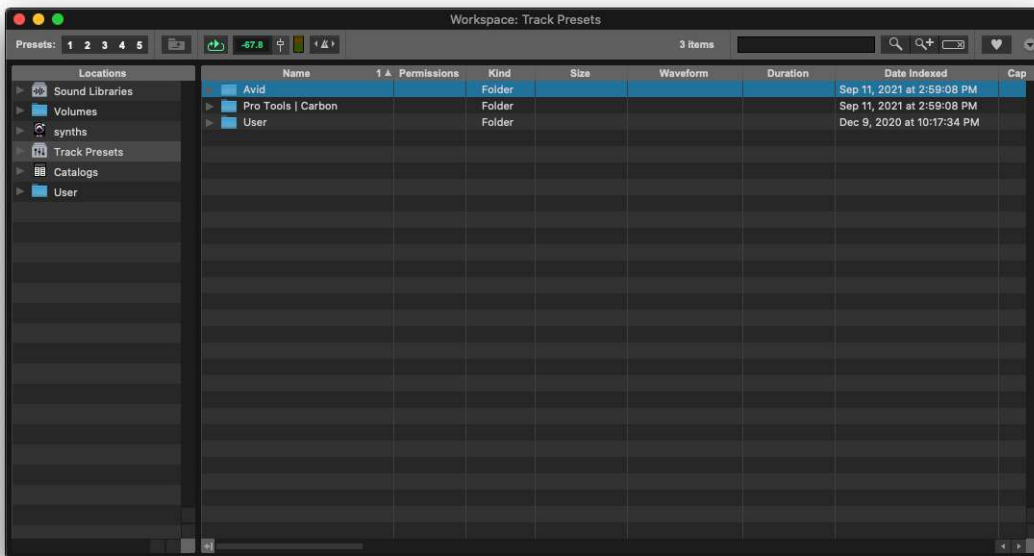 Workspace: Track Presets
Presets: 1 2 3 4 5 -67.8 3 items
Locations
Sound Libraries
Volumes
synths
Track Presets
Catalogs
User
Name 1 Permissions Kind Size Waveform Duration Date Indexed Cap
Avid Folder Sep 11, 2021 at 2:59:08 PM
Pro Tools | Carbon Folder Sep 11, 2021 at 2:59:08 PM
User Folder Dec 9, 2020 at 10:17:34 PM